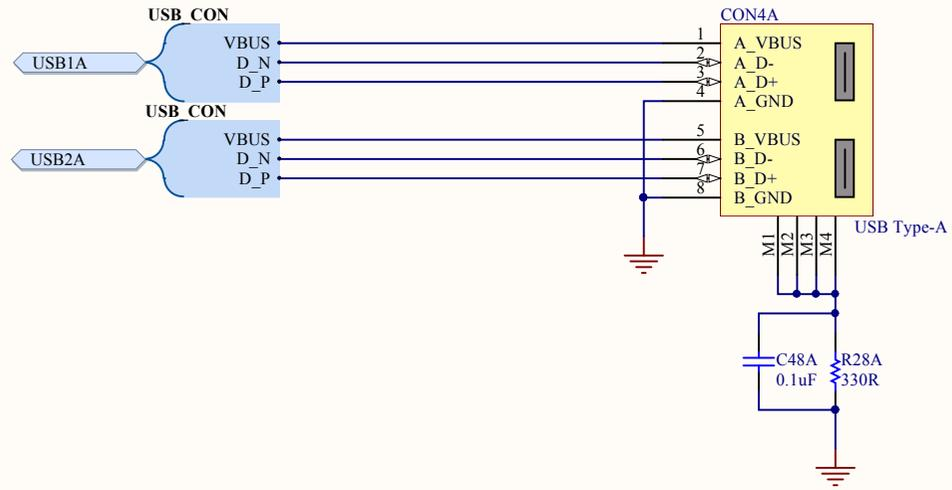 USB_CON
CON4A
USB1A
VBUS
D_N
D_P
1
2
3
4
A_VBUS
A_D-
A_D+
A_GND
USB_CON
USB2A
VBUS
D_N
D_P
5
6
7
8
B_VBUS
B_D-
B_D+
B_GND
USB Type-A
M1
M2
M3
M4
C48A
0.1uF
R28A
330R